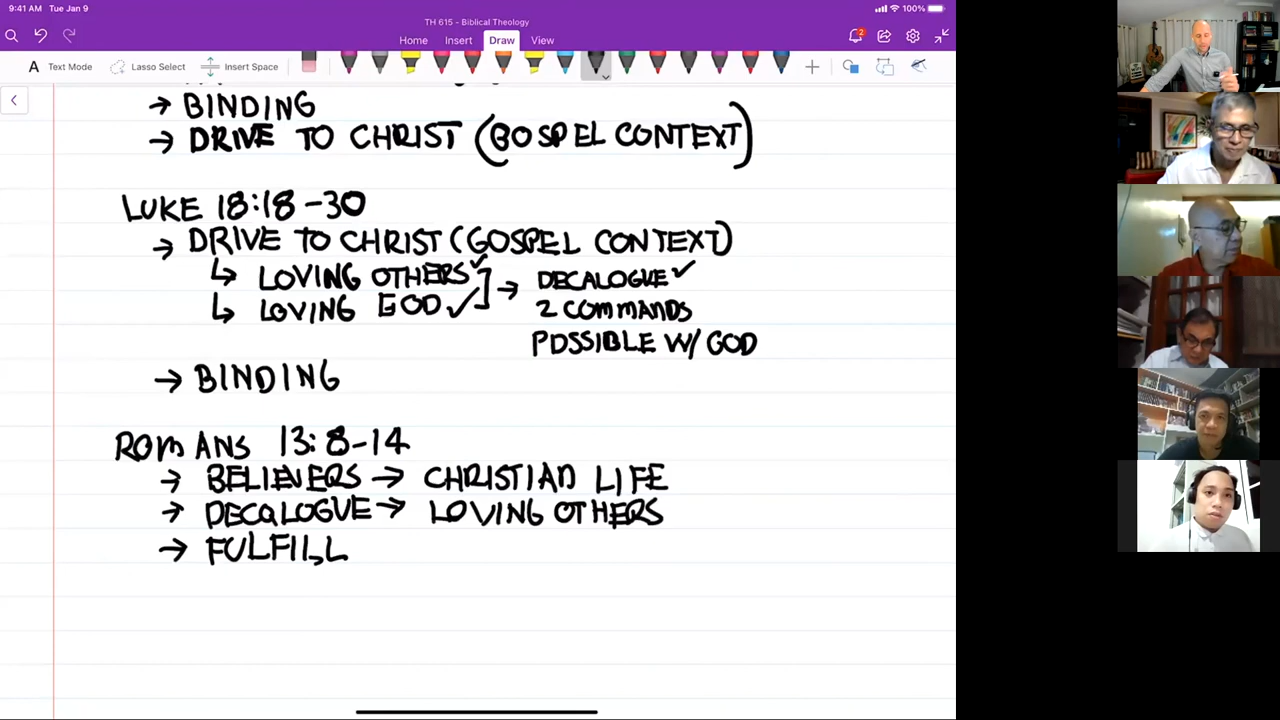 9:41 AM Tue Jan 9
100%
TH 615 - Biblical Theology
Home Insert Draw View
2
A Text Mode Lasso Select Insert Space
→ BINDING
→ DRIVE TO CHRIST (GOSPEL CONTEXT)
LUKE 18:18-30
→ DRIVE TO CHRIST (GOSPEL CONTEXT)
↳ LOVING OTHERS ✓ ] → DECALOGUE ✓
↳ LOVING GOD ✓ 2 COMMANDS
POSSIBLE W/ GOD
→ BINDING
ROMANS 13:8-14
→ BELIEVERS → CHRISTIAN LIFE
→ DECALOGUE → LOVING OTHERS
→ FULFILL